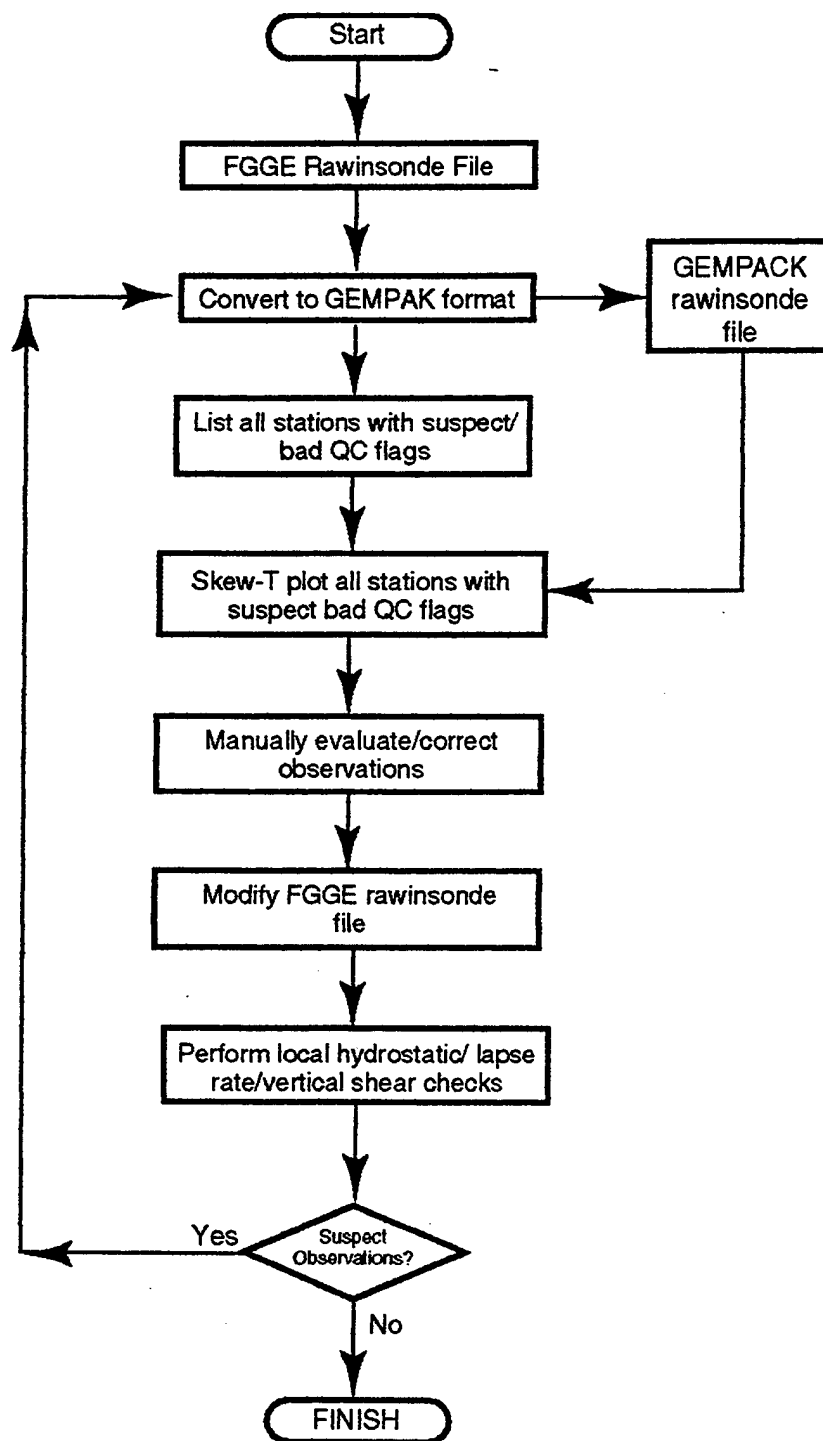 Start
FGGE Rawinsonde File
Convert to GEMPAK format
GEMPACK
rawinsonde
file
List all stations with suspect/
bad QC flags
Skew-T plot all stations with
suspect bad QC flags
Manually evaluate/correct
observations
Modify FGGE rawinsonde
file
Perform local hydrostatic/ lapse
rate/vertical shear checks
Yes
Suspect
Observations?
No
FINISH